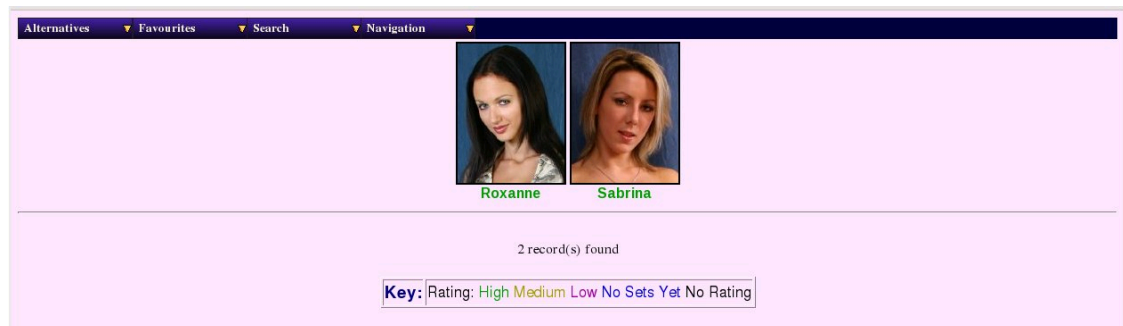 Alternatives Favourites Search Navigation
Roxanne Sabrina
2 record(s) found
Key: Rating: High Medium Low No Sets Yet No Rating